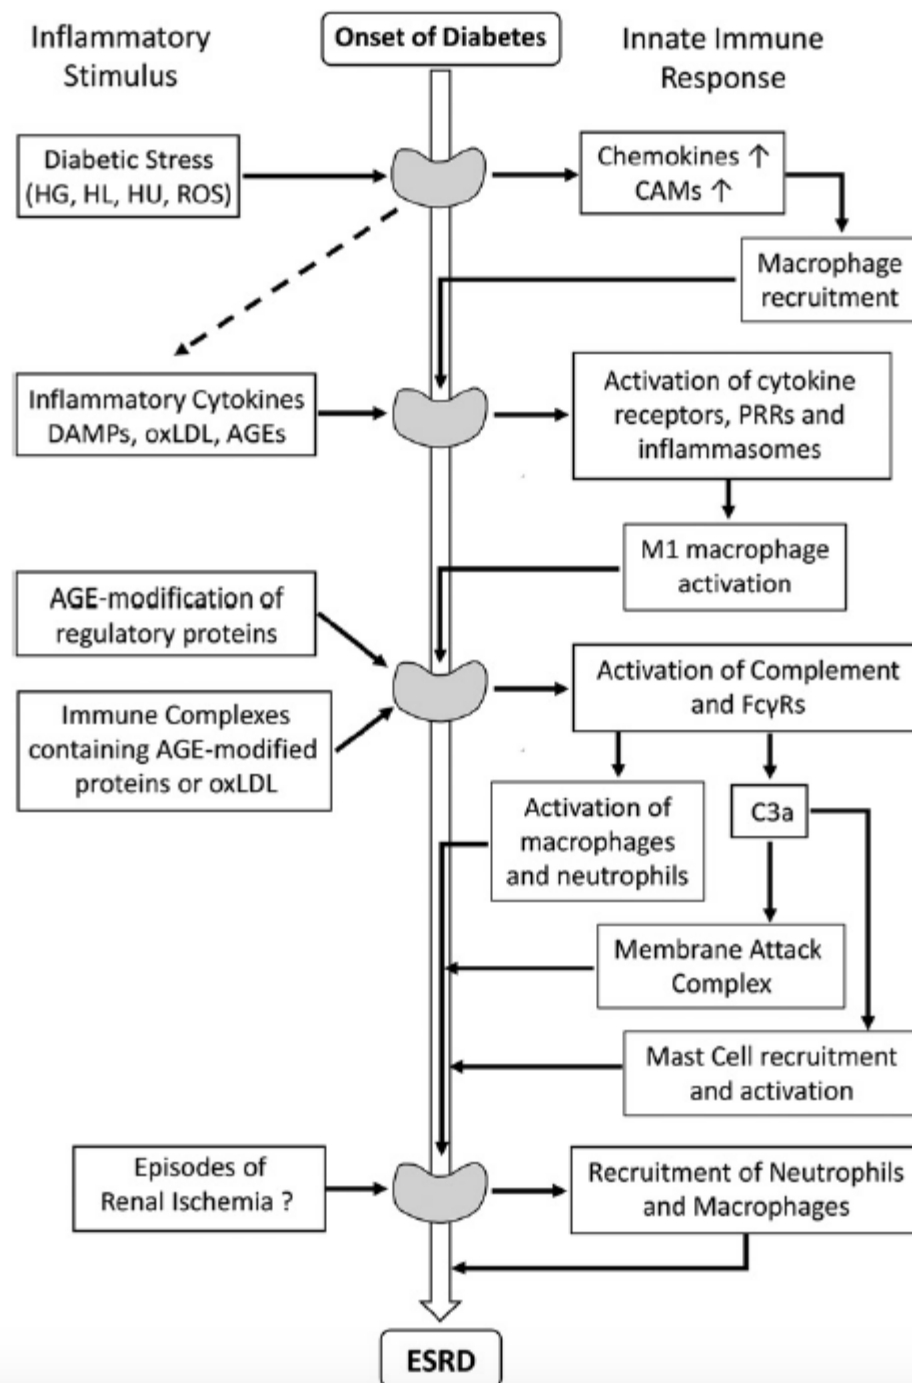 Inflammatory
Stimulus
Onset of Diabetes
Innate Immune
Response
Diabetic Stress
(HG, HL, HU, ROS)
Chemokines ↑
CAMs ↑
Macrophage
recruitment
Inflammatory Cytokines
DAMPs, oxLDL, AGEs
Activation of cytokine
receptors, PRRs and
inflammasomes
M1 macrophage
activation
AGE-modification of
regulatory proteins
Immune Complexes
containing AGE-modified
proteins or oxLDL
Activation of Complement
and FcγRs
Activation of
macrophages
and neutrophils
C3a
Membrane Attack
Complex
Mast Cell recruitment
and activation
Episodes of
Renal Ischemia ?
Recruitment of Neutrophils
and Macrophages
ESRD